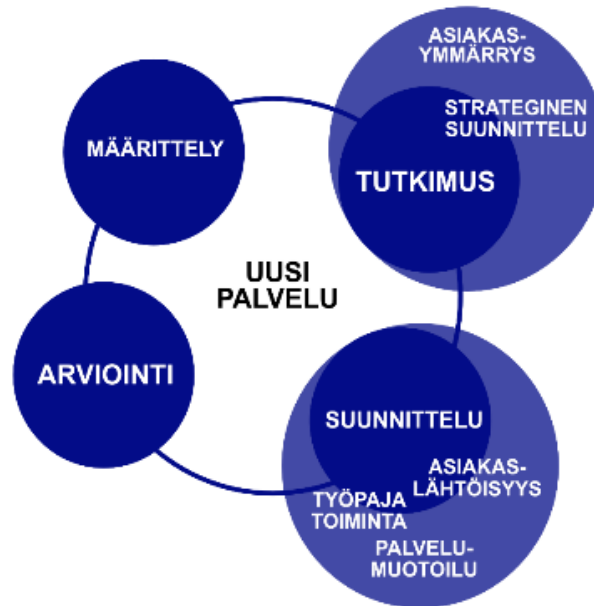 ASIAKAS-
YMMÄRRYS
STRATEGINEN
SUUNNITTELU
MÄÄRITTELY
TUTKIMUS
UUSI
PALVELU
ARVIOINTI
SUUNNITTELU
ASIAKAS-
LÄHTÖISYYS
TYÖPAJA
TOIMINTA
PALVELU-
MUOTOILU